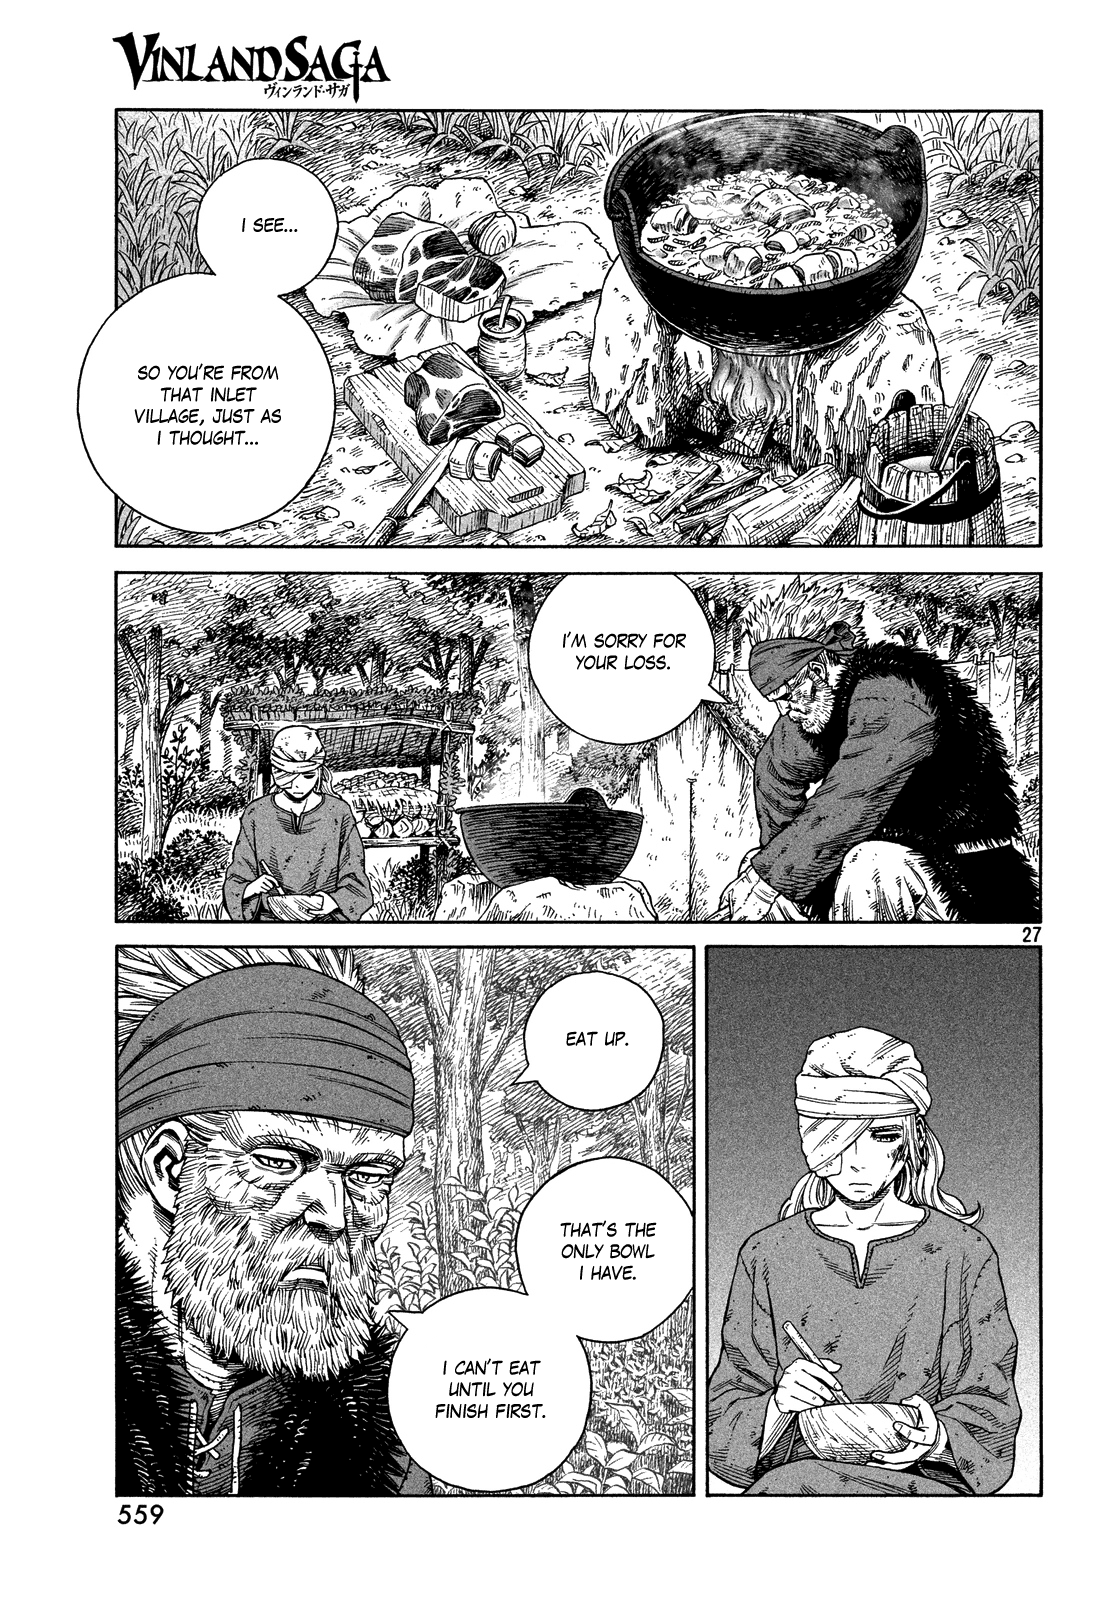 VINLAND SAGA
ヴィンランド・サガ
I SEE...
SO YOU'RE FROM
THAT INLET
VILLAGE, JUST AS
I THOUGHT...
I'M SORRY FOR
YOUR LOSS.
27
EAT UP.
THAT'S THE
ONLY BOWL
I HAVE.
I CAN'T EAT
UNTIL YOU
FINISH FIRST.
559